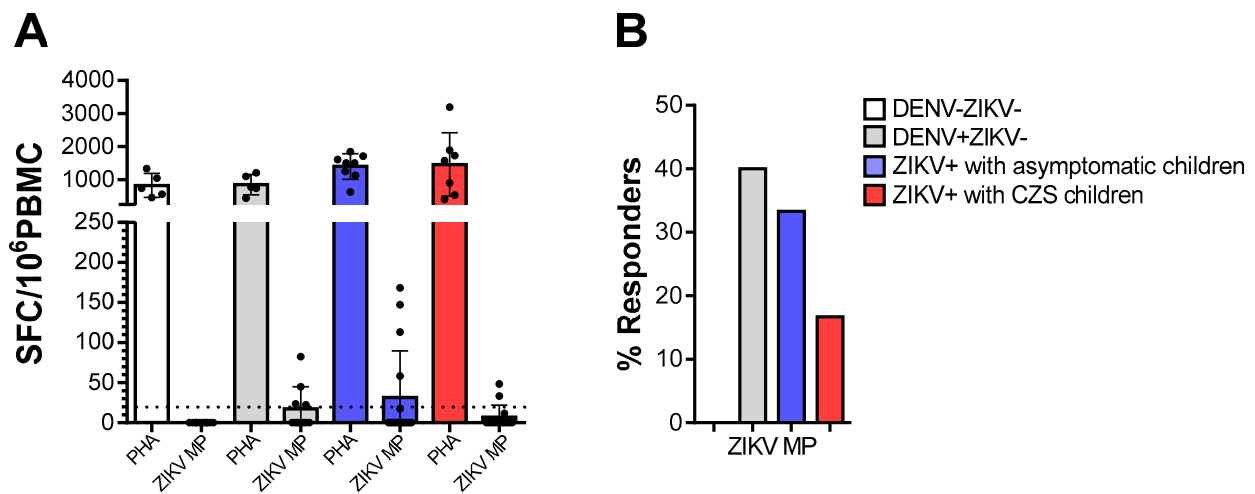 A
B
SFC/10⁶PBMC
4000
3000
2000
1000
250
200
150
100
50
0
PHA
ZIKV MP
PHA
ZIKV MP
PHA
ZIKV MP
PHA
ZIKV MP
% Responders
50
40
30
20
10
0
ZIKV MP
DENV-ZIKV-
DENV+ZIKV-
ZIKV+ with asymptomatic children
ZIKV+ with CZS children